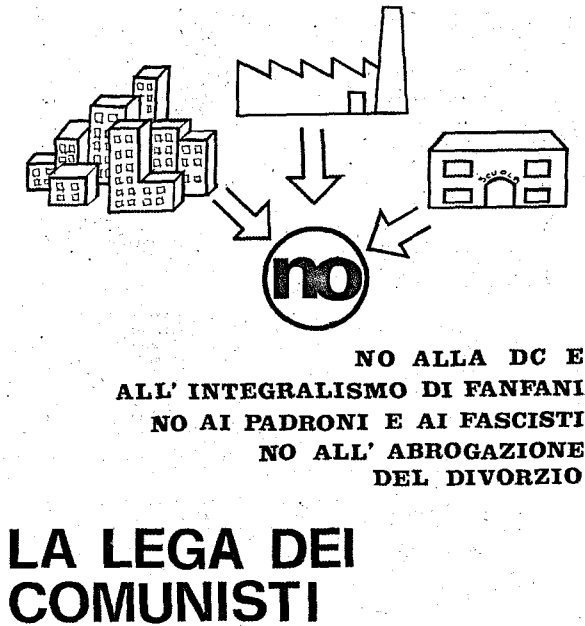 SCUOLA
no
NO ALLA DC E
ALL' INTEGRALISMO DI FANFANI
NO AI PADRONI E AI FASCISTI
NO ALL' ABROGAZIONE
DEL DIVORZIO
LA LEGA DEI
COMUNISTI